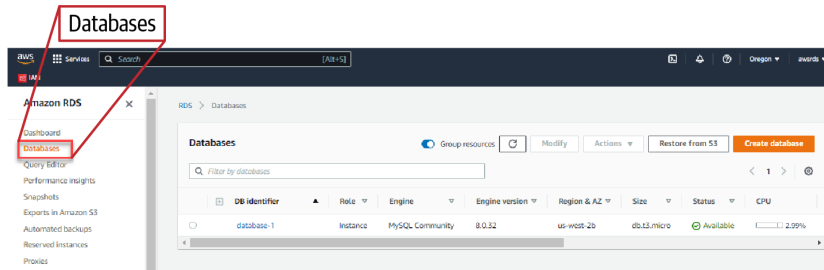 Databases
aws Services Search [Alt+S] Oregon ▼ awsrds ▼
IAM
Amazon RDS
RDS > Databases
Dashboard
Databases
Query Editor
Performance insights
Snapshots
Exports in Amazon S3
Automated backups
Reserved instances
Proxies
Databases Group resources Modify Actions ▼ Restore from S3 Create database
Filter by databases < 1 >
DB identifier ▲ Role Engine Engine version Region & AZ Size Status CPU
database-1 Instance MySQL Community 8.0.32 us-west-2b db.t3.micro Available 2.99%